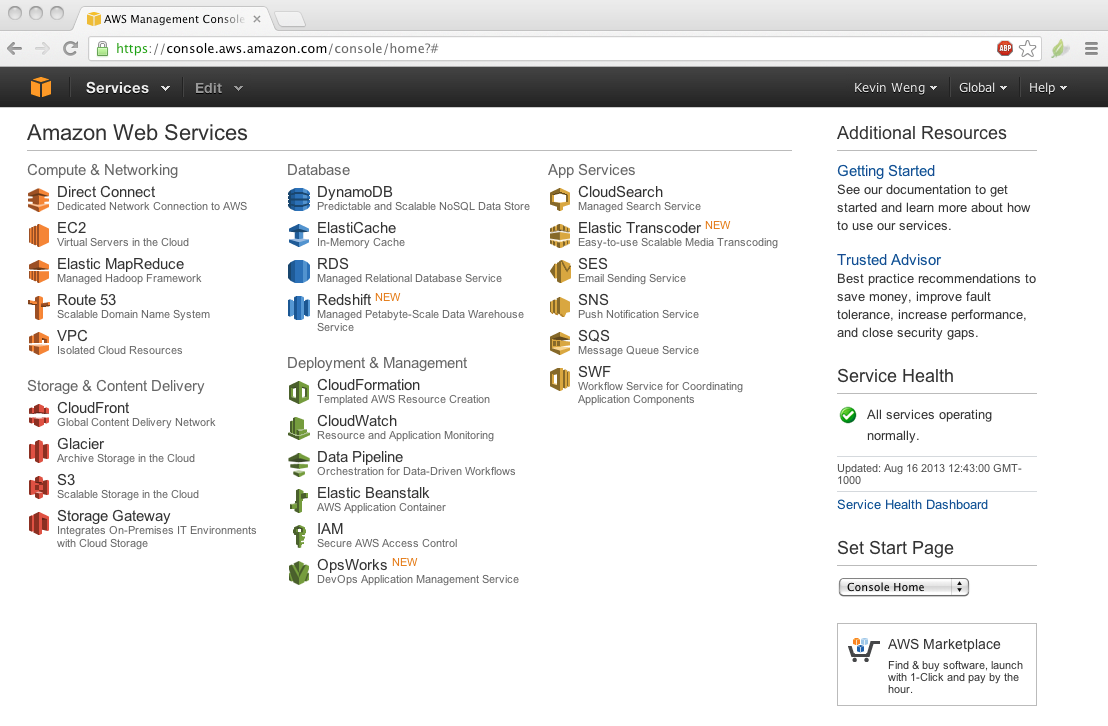 AWS Management Console
https://console.aws.amazon.com/console/home?#
ABP
Services
Edit
Kevin Weng
Global
Help
Amazon Web Services
Compute & Networking
Direct Connect
Dedicated Network Connection to AWS
EC2
Virtual Servers in the Cloud
Elastic MapReduce
Managed Hadoop Framework
Route 53
Scalable Domain Name System
VPC
Isolated Cloud Resources
Storage & Content Delivery
CloudFront
Global Content Delivery Network
Glacier
Archive Storage in the Cloud
S3
Scalable Storage in the Cloud
Storage Gateway
Integrates On-Premises IT Environments
with Cloud Storage
Database
DynamoDB
Predictable and Scalable NoSQL Data Store
ElastiCache
In-Memory Cache
RDS
Managed Relational Database Service
Redshift NEW
Managed Petabyte-Scale Data Warehouse
Service
Deployment & Management
CloudFormation
Templated AWS Resource Creation
CloudWatch
Resource and Application Monitoring
Data Pipeline
Orchestration for Data-Driven Workflows
Elastic Beanstalk
AWS Application Container
IAM
Secure AWS Access Control
OpsWorks NEW
DevOps Application Management Service
App Services
CloudSearch
Managed Search Service
Elastic Transcoder NEW
Easy-to-use Scalable Media Transcoding
SES
Email Sending Service
SNS
Push Notification Service
SQS
Message Queue Service
SWF
Workflow Service for Coordinating
Application Components
Additional Resources
Getting Started
See our documentation to get
started and learn more about how
to use our services.
Trusted Advisor
Best practice recommendations to
save money, improve fault
tolerance, increase performance,
and close security gaps.
Service Health
All services operating
normally.
Updated: Aug 16 2013 12:43:00 GMT-
1000
Service Health Dashboard
Set Start Page
Console Home
AWS Marketplace
Find & buy software, launch
with 1-Click and pay by the
hour.